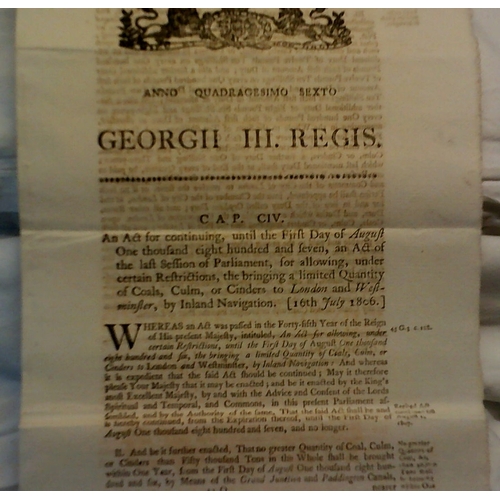 ANNO QUADRAGESIMO SEXTO
GEORGII III. REGIS.
CAP. CIV.
An Act for continuing, until the First Day of August
One thousand eight hundred and seven, an Act of
the last Session of Parliament, for allowing, under
certain Restrictions, the bringing a limited Quantity
of Coals, Culm, or Cinders to London and West-
minster, by Inland Navigation. [16th July 1806.]
WHEREAS an Act was passed in the Forty-fifth Year of the Reign
of His present Majesty, intituled, An Act for allowing, under
certain Restrictions, until the First Day of August One thousand
eight hundred and six, the bringing a limited Quantity of Coals, Culm, or
Cinders to London and Westminster, by Inland Navigation: And whereas
it is expedient that the said Act should be continued; May it therefore
please Your Majesty that it may be enacted; and be it enacted by the King's
most Excellent Majesty, by and with the Advice and Consent of the Lords
Spiritual and Temporal, and Commons, in this present Parliament as-
sembled, and by the Authority of the same, That the said Act shall be and
is hereby continued, from the Expiration thereof, until the First Day of
August One thousand eight hundred and seven, and no longer.
II. And be it further enacted, That no greater Quantity of Coal, Culm,
or Cinders than Fifty thousand Tons in the Whole shall be brought
within One Year, from the First Day of August One thousand eight hun-
dred and six, by Means of the Grand Junction and Paddington Canals,
45 G. 3. c. 128.
1807.
No greater
Quantity of